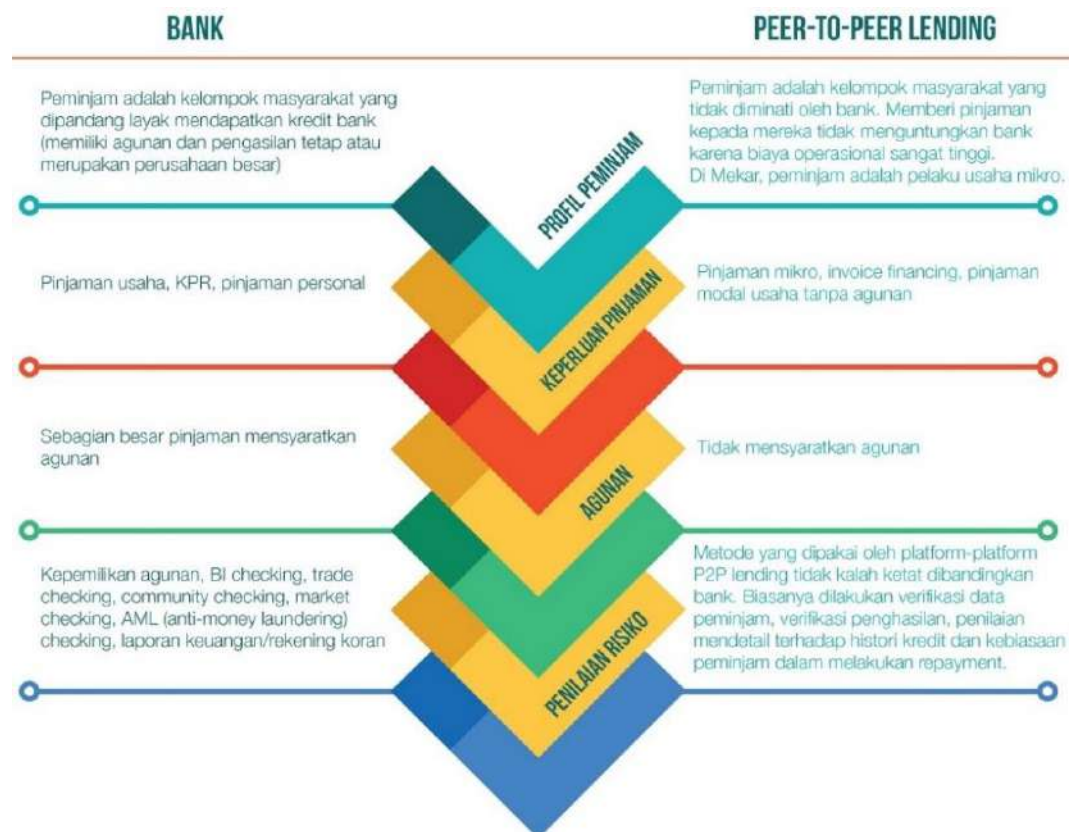 BANK
PEER-TO-PEER LENDING
Peminjam adalah kelompok masyarakat yang
dipandang layak mendapatkan kredit bank
(memiliki agunan dan pengasilan tetap atau
merupakan perusahaan besar)
PROFIL PEMINJAM
Peminjam adalah kelompok masyarakat yang
tidak diminati oleh bank. Memberi pinjaman
kepada mereka tidak menguntungkan bank
karena biaya operasional sangat tinggi.
Di Mekar, peminjam adalah pelaku usaha mikro.
Pinjaman usaha, KPR, pinjaman personal
KEPERLUAN PINJAMAN
Pinjaman mikro, invoice financing, pinjaman
modal usaha tanpa agunan
Sebagian besar pinjaman mensyaratkan
agunan
AGUNAN
Tidak mensyaratkan agunan
Kepemilikan agunan, BI checking, trade
checking, community checking, market
checking, AML (anti-money laundering)
checking, laporan keuangan/rekening koran
PENILAIAN RISIKO
Metode yang dipakai oleh platform-platform
P2P lending tidak kalah ketat dibandingkan
bank. Biasanya dilakukan verifikasi data
peminjam, verifikasi penghasilan, penilaian
mendetail terhadap histori kredit dan kebiasaan
peminjam dalam melakukan repayment.